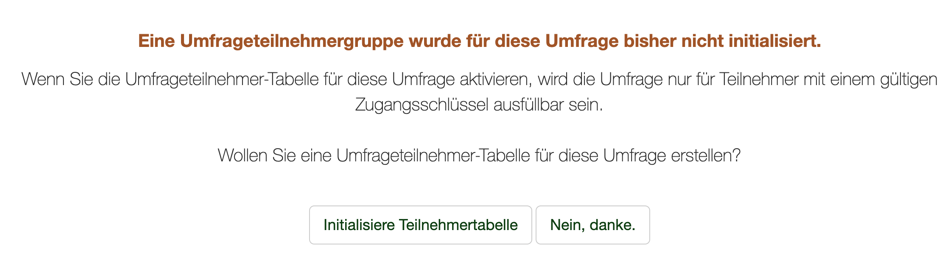 Eine Umfrageteilnehmergruppe wurde für diese Umfrage bisher nicht initialisiert.
Wenn Sie die Umfrageteilnehmer-Tabelle für diese Umfrage aktivieren, wird die Umfrage nur für Teilnehmer mit einem gültigen
Zugangsschlüssel ausfüllbar sein.
Wollen Sie eine Umfrageteilnehmer-Tabelle für diese Umfrage erstellen?
Initialisiere Teilnehmertabelle Nein, danke.